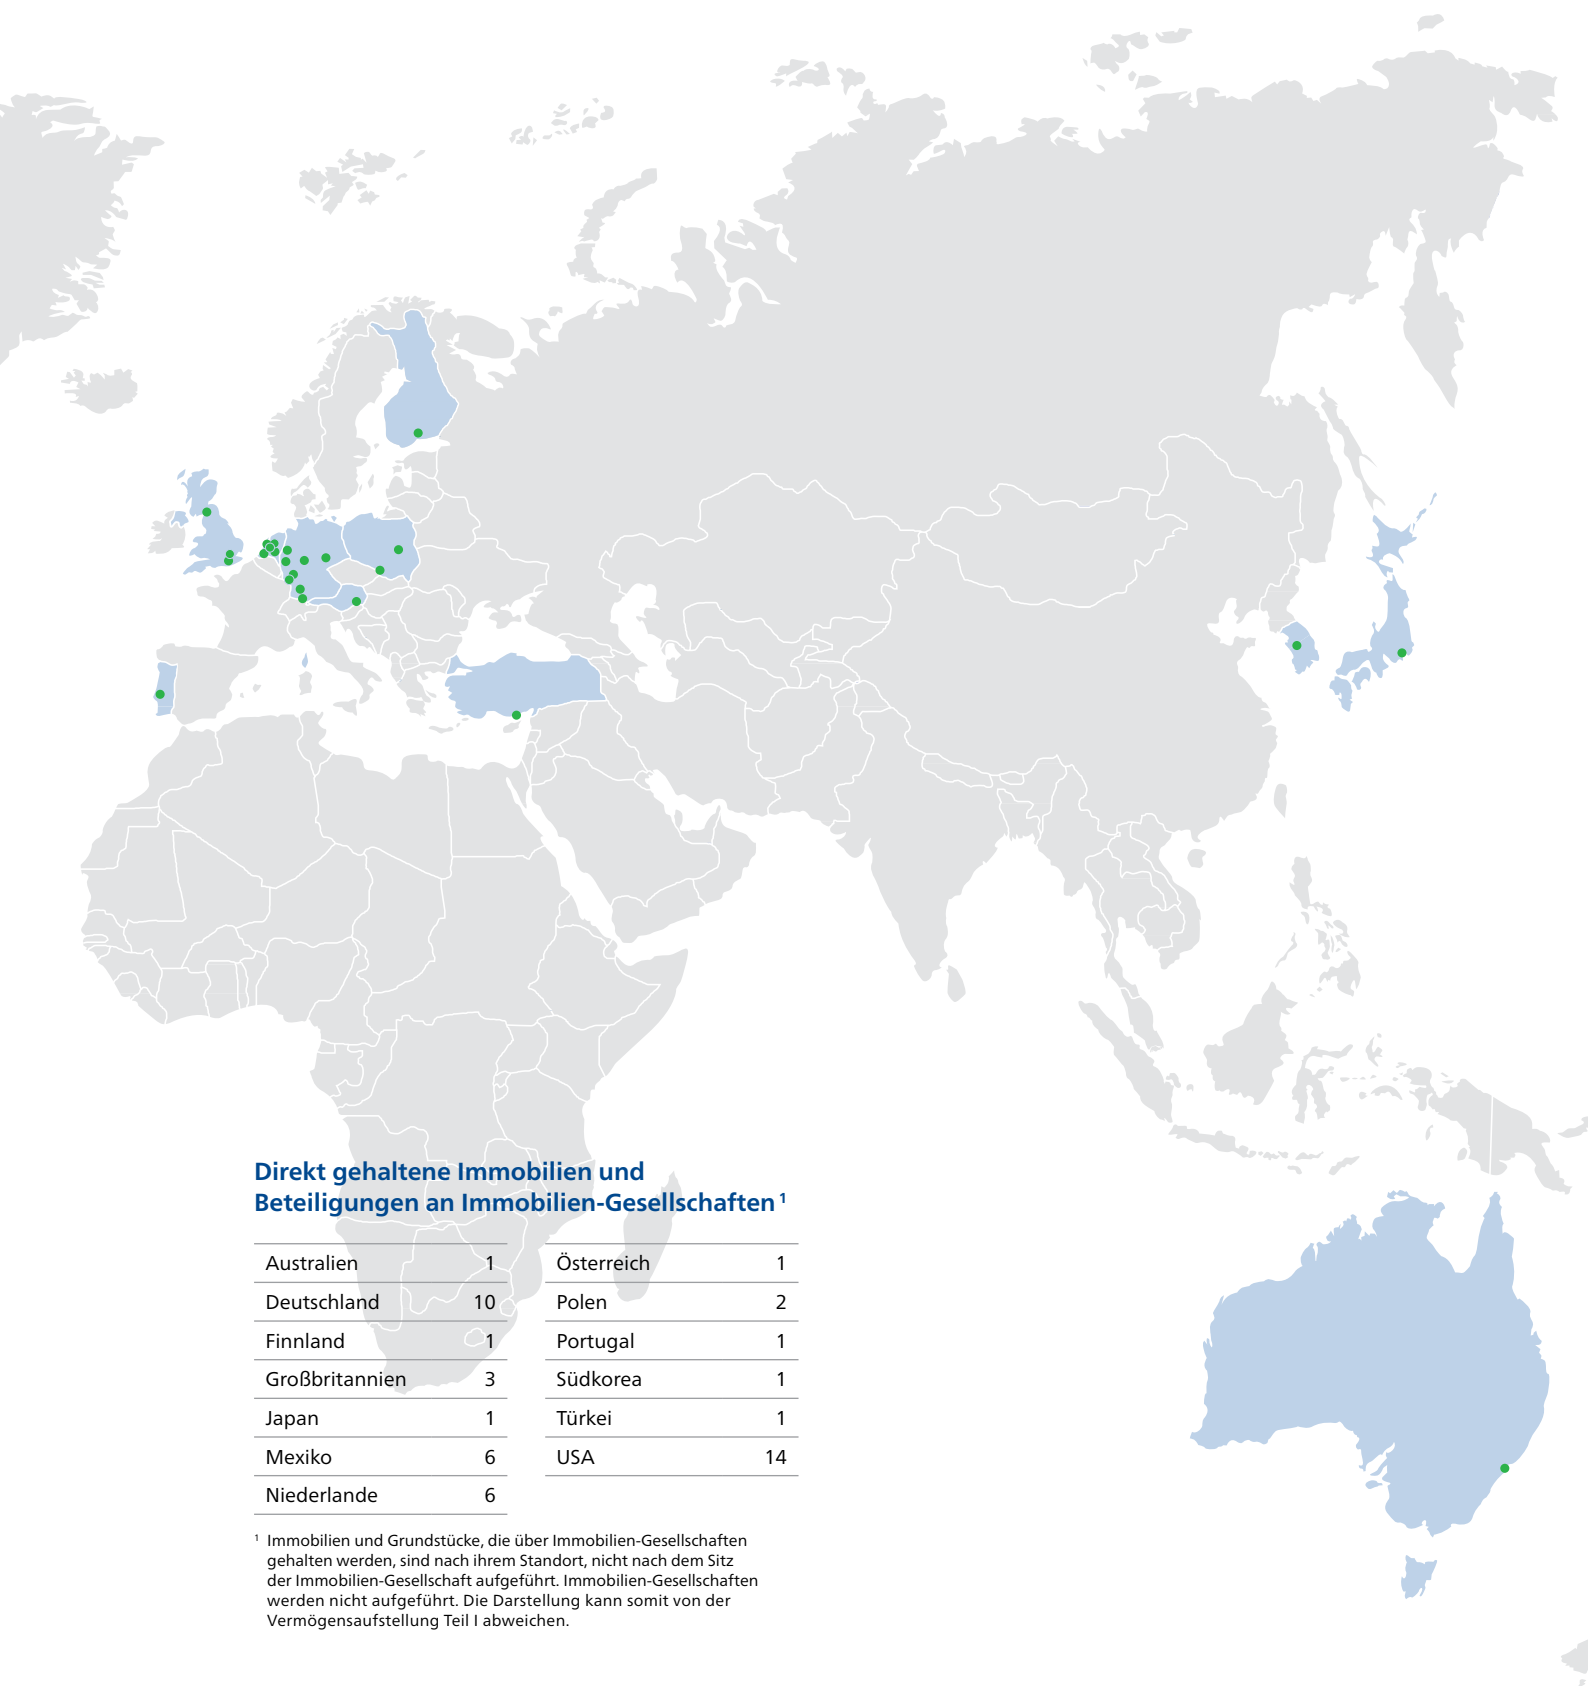 Direkt gehaltene Immobilien und
Beteiligungen an Immobilien-Gesellschaften ¹
Australien 1
Deutschland 10
Finnland 1
Großbritannien 3
Japan 1
Mexiko 6
Niederlande 6
Österreich 1
Polen 2
Portugal 1
Südkorea 1
Türkei 1
USA 14
¹ Immobilien und Grundstücke, die über Immobilien-Gesellschaften
gehalten werden, sind nach ihrem Standort, nicht nach dem Sitz
der Immobilien-Gesellschaft aufgeführt. Immobilien-Gesellschaften
werden nicht aufgeführt. Die Darstellung kann somit von der
Vermögensaufstellung Teil I abweichen.